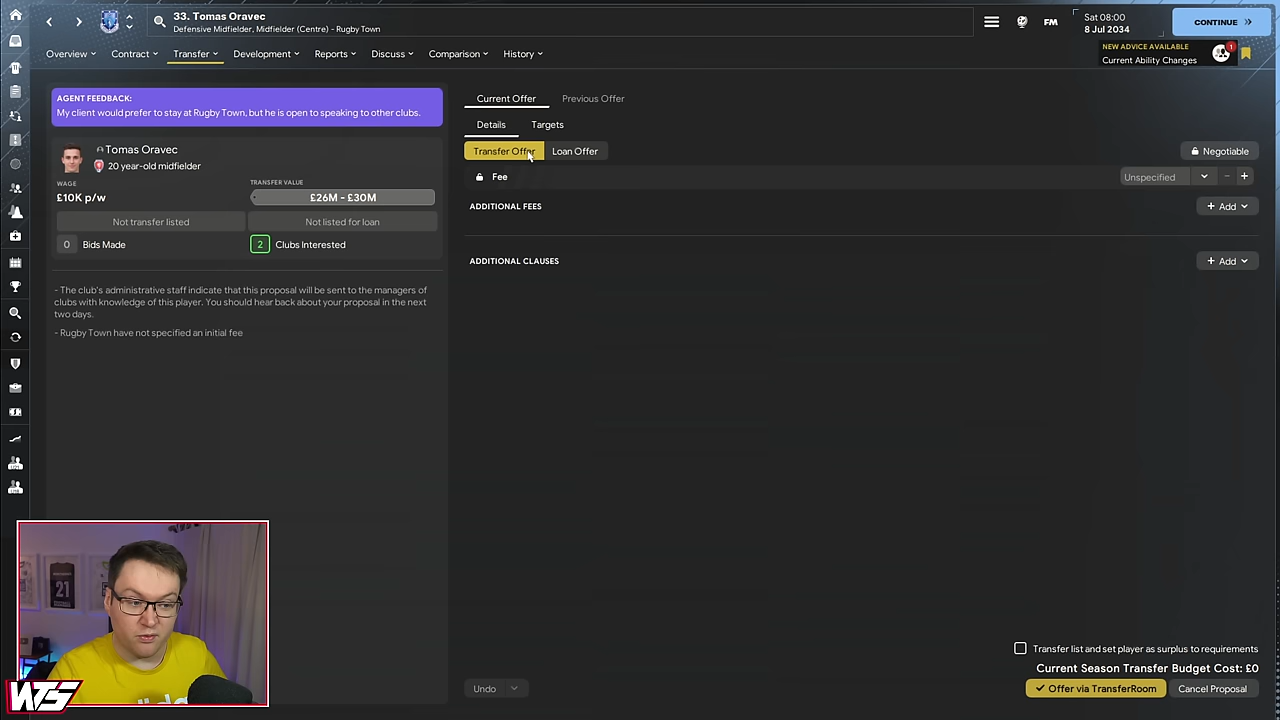 33. Tomas Oravec
Defensive Midfielder, Midfielder (Centre) - Rugby Town
FM
Sat 08:00
8 Jul 2034
CONTINUE
Overview
Contract
Transfer
Development
Reports
Discuss
Comparison
History
NEW ADVICE AVAILABLE
Current Ability Changes
1
AGENT FEEDBACK:
My client would prefer to stay at Rugby Town, but he is open to speaking to other clubs.
Tomas Oravec
20 year-old midfielder
WAGE
£10K p/w
TRANSFER VALUE
£26M - £30M
Not transfer listed
Not listed for loan
0 Bids Made
2 Clubs Interested
- The club's administrative staff indicate that this proposal will be sent to the managers of
clubs with knowledge of this player. You should hear back about your proposal in the next
two days.
- Rugby Town have not specified an initial fee
Current Offer
Previous Offer
Details
Targets
Transfer Offer
Loan Offer
Negotiable
Fee
Unspecified
ADDITIONAL FEES
+ Add
ADDITIONAL CLAUSES
+ Add
Transfer list and set player as surplus to requirements
Current Season Transfer Budget Cost: £0
Undo
Offer via TransferRoom
Cancel Proposal
21
WTS